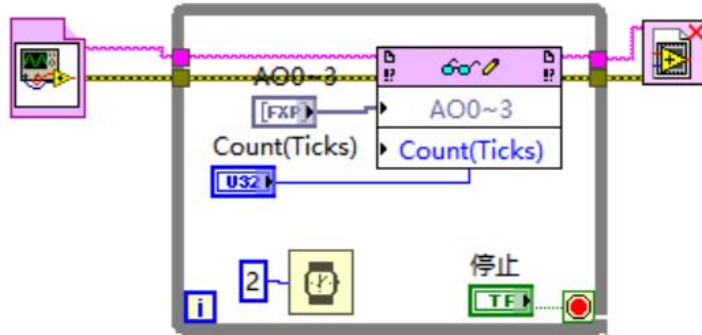 AO0~3
[FXP]
AO0~3
Count(Ticks)
Count(Ticks)
U32
2
停止
TF
i